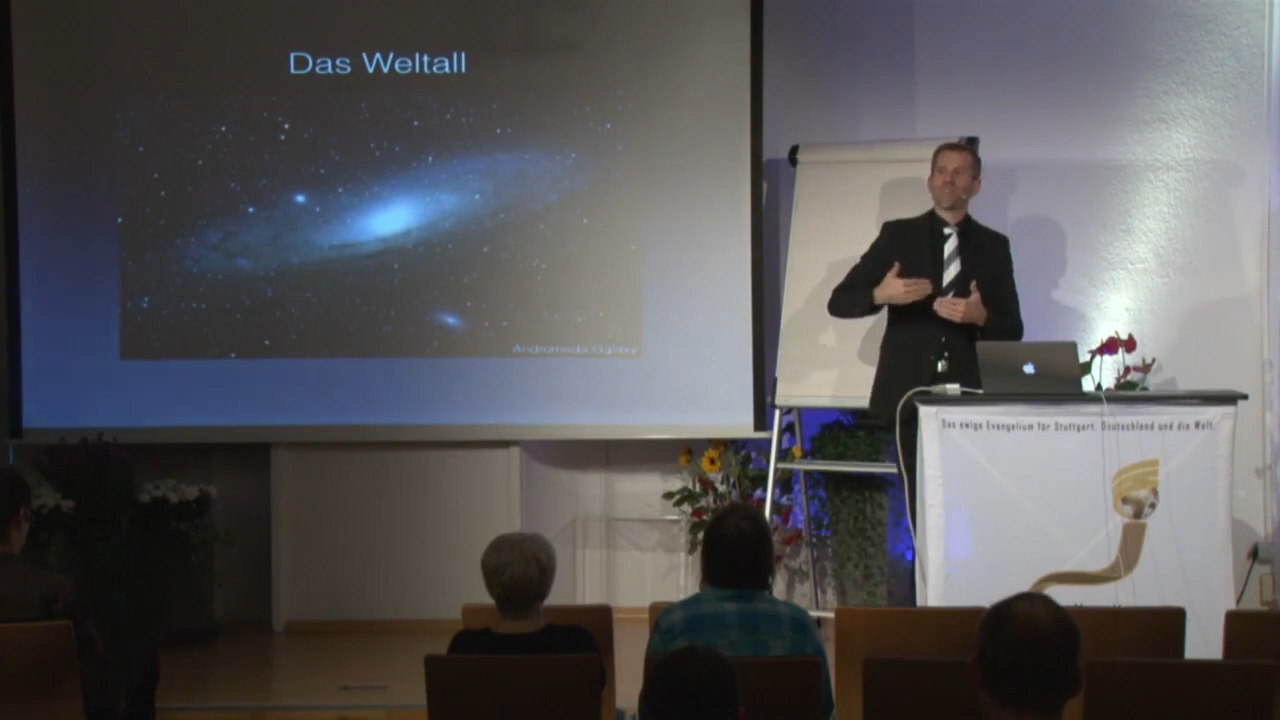 Das Weltall
Andromeda Galaxy
Das ewige Evangelium für Stuttgart, Deutschland und die Welt.